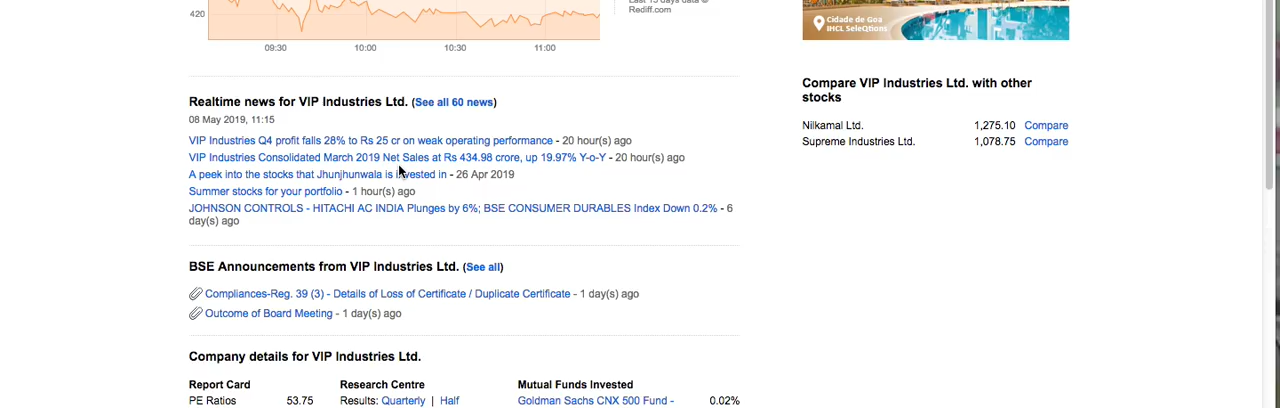 420
Last 15 days data ©
Rediff.com
09:30 10:00 10:30 11:00
Cidade de Goa
IHCL SeleQtions
Realtime news for VIP Industries Ltd. (See all 60 news)
08 May 2019, 11:15
VIP Industries Q4 profit falls 28% to Rs 25 cr on weak operating performance - 20 hour(s) ago
VIP Industries Consolidated March 2019 Net Sales at Rs 434.98 crore, up 19.97% Y-o-Y - 20 hour(s) ago
A peek into the stocks that Jhunjhunwala is invested in - 26 Apr 2019
Summer stocks for your portfolio - 1 hour(s) ago
JOHNSON CONTROLS - HITACHI AC INDIA Plunges by 6%; BSE CONSUMER DURABLES Index Down 0.2% - 6
day(s) ago
BSE Announcements from VIP Industries Ltd. (See all)
Compliances-Reg. 39 (3) - Details of Loss of Certificate / Duplicate Certificate - 1 day(s) ago
Outcome of Board Meeting - 1 day(s) ago
Company details for VIP Industries Ltd.
Report Card Research Centre Mutual Funds Invested
PE Ratios 53.75 Results: Quarterly | Half Goldman Sachs CNX 500 Fund - 0.02%
Compare VIP Industries Ltd. with other
stocks
Nilkamal Ltd. 1,275.10 Compare
Supreme Industries Ltd. 1,078.75 Compare